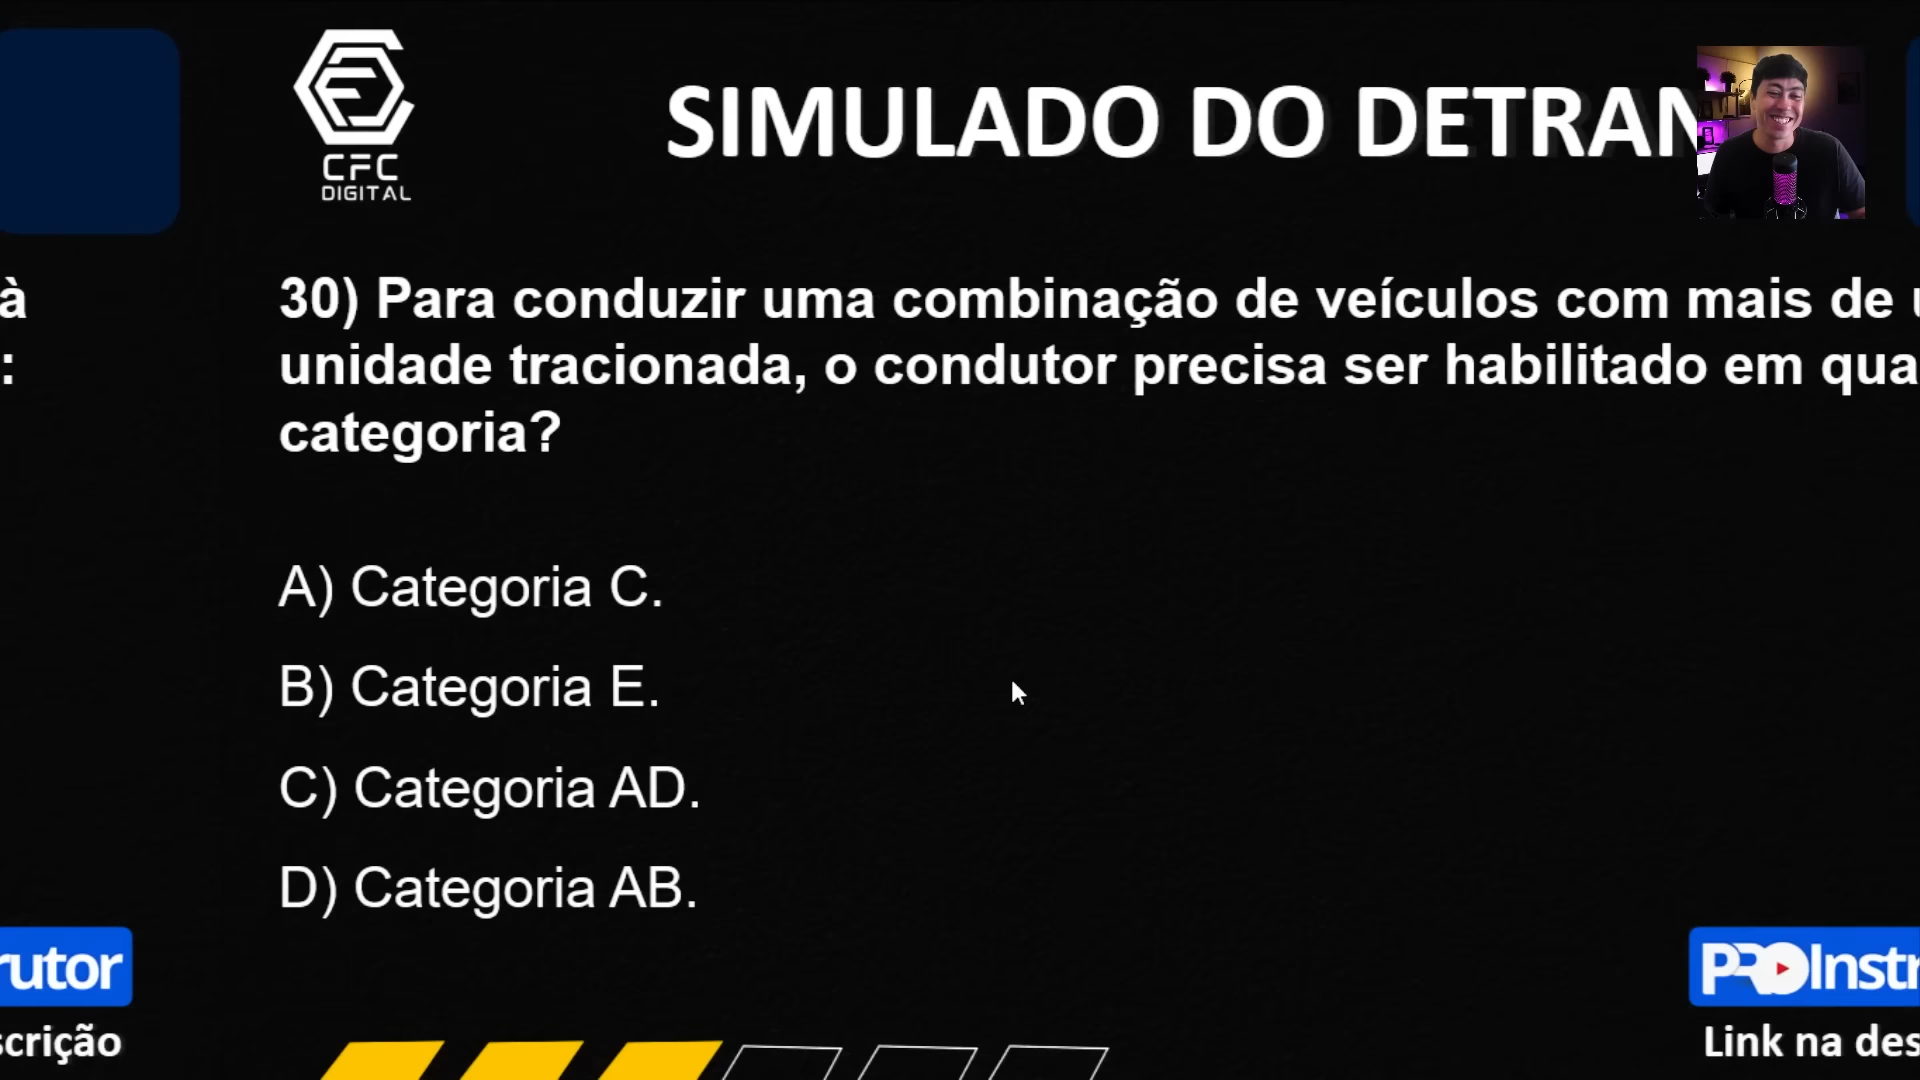 CFC
DIGITAL
SIMULADO DO DETRAN
à
:
30) Para conduzir uma combinação de veículos com mais de
unidade tracionada, o condutor precisa ser habilitado em qua
categoria?
A) Categoria C.
B) Categoria E.
C) Categoria AD.
D) Categoria AB.
rutor
scrição
PROInstr
Link na des